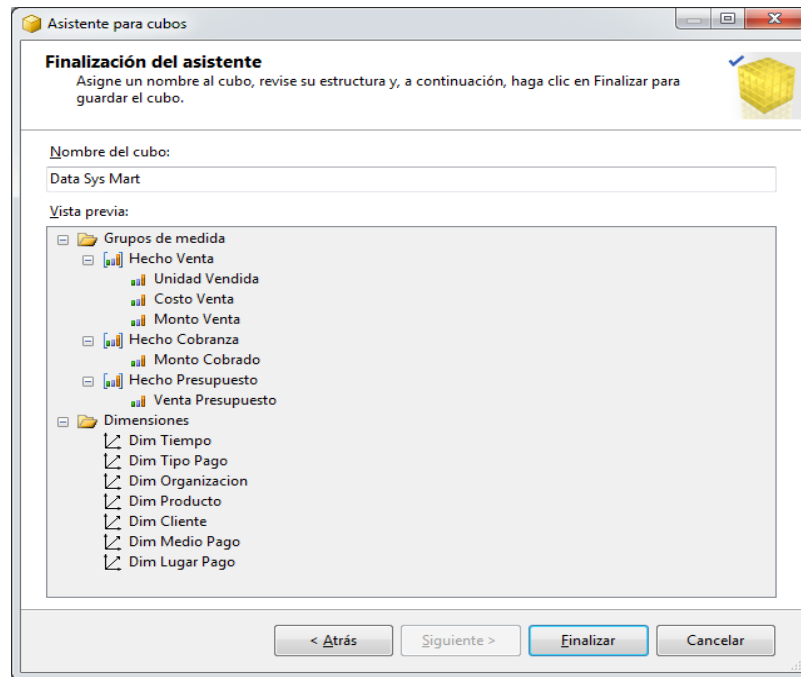 Asistente para cubos
Finalización del asistente
Asigne un nombre al cubo, revise su estructura y, a continuación, haga clic en Finalizar para
guardar el cubo.
Nombre del cubo:
Data Sys Mart
Vista previa:
Grupos de medida
Hecho Venta
Unidad Vendida
Costo Venta
Monto Venta
Hecho Cobranza
Monto Cobrado
Hecho Presupuesto
Venta Presupuesto
Dimensiones
Dim Tiempo
Dim Tipo Pago
Dim Organizacion
Dim Producto
Dim Cliente
Dim Medio Pago
Dim Lugar Pago
< Atrás
Siguiente >
Finalizar
Cancelar